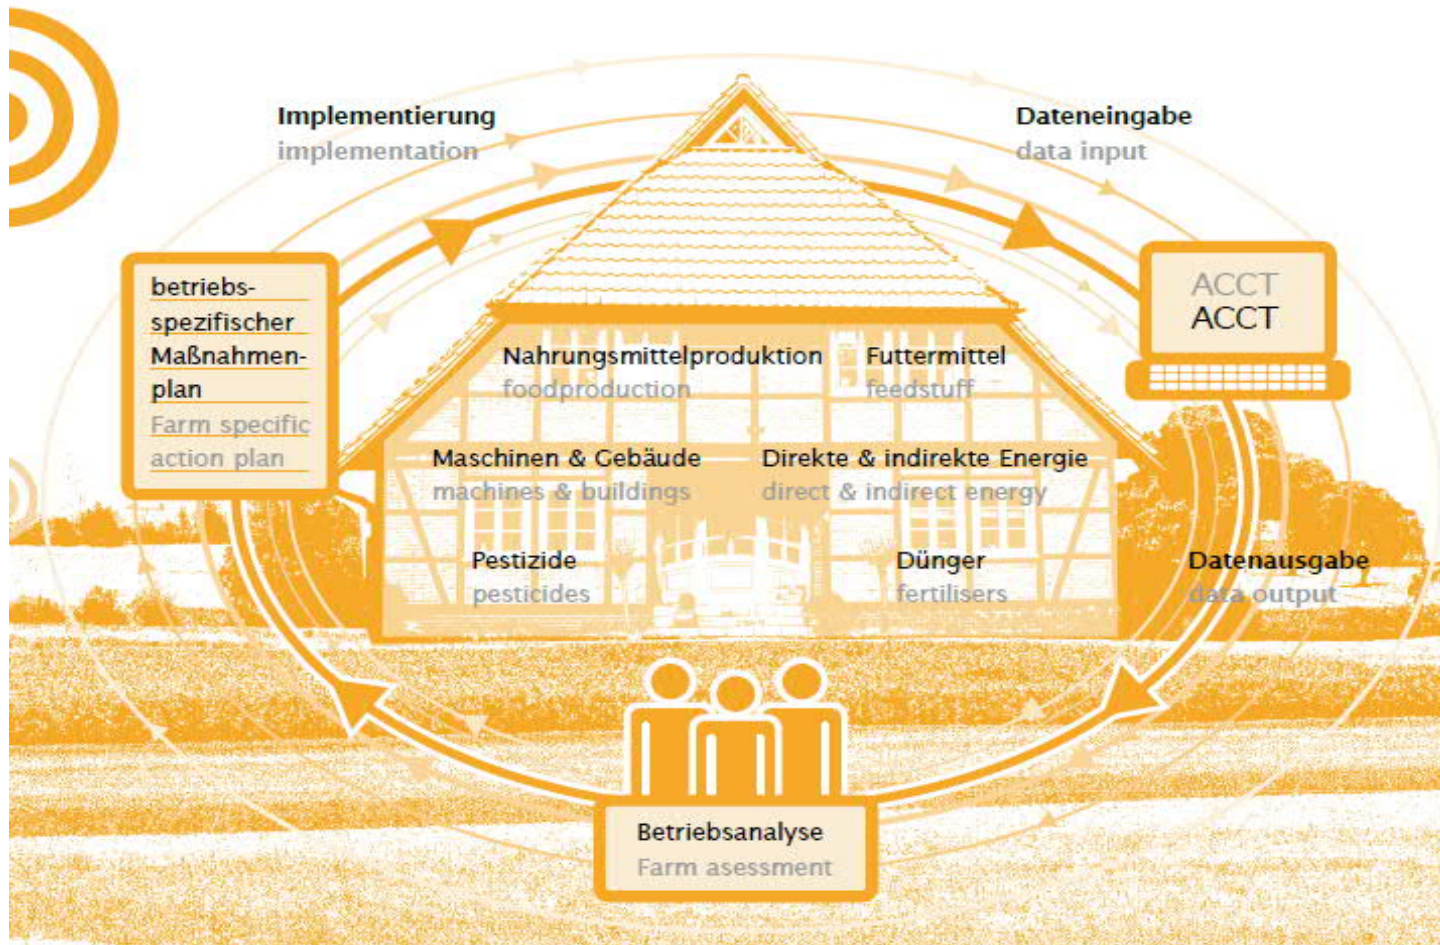 Implementierung
implementation
Dateneingabe
data input
betriebs-
spezifischer
Maßnahmen-
plan
Farm specific
action plan
ACCT
ACCT
Nahrungsmittelproduktion
foodproduction
Futtermittel
feedstuff
Maschinen & Gebäude
machines & buildings
Direkte & indirekte Energie
direct & indirect energy
Pestizide
pesticides
Dünger
fertilisers
Datenausgabe
data output
Betriebsanalyse
Farm asessment